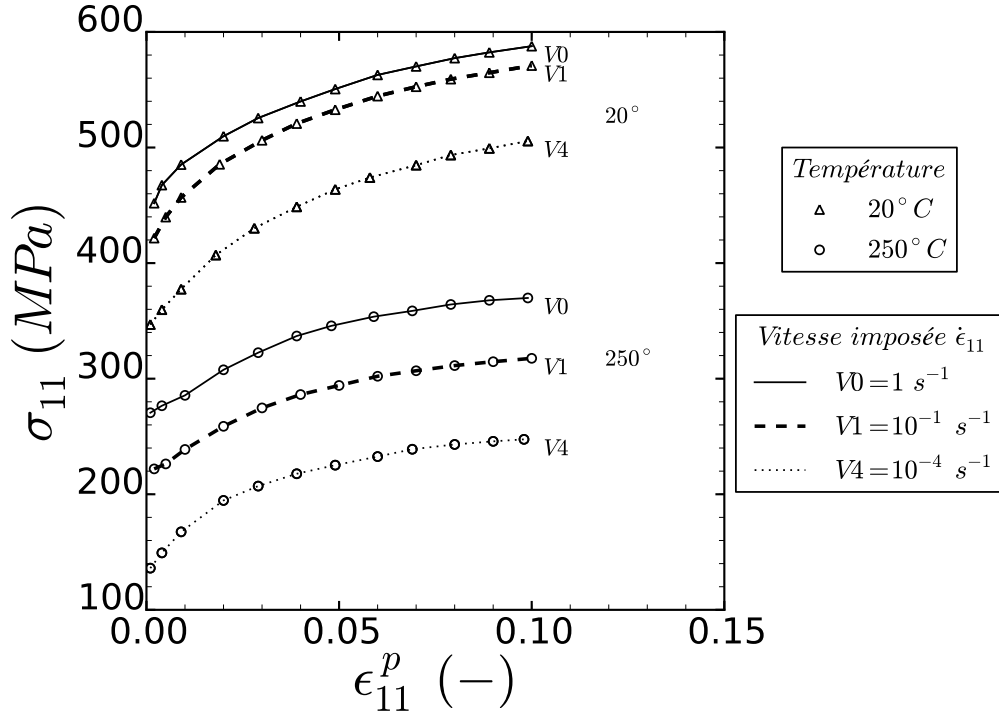 600
500
400
300
200
100
0.00 0.05 0.10 0.15
σ₁₁ (MPa)
ϵ₁₁ᵖ (−)
V0
V1
20°
V4
V0
250°
V1
V4
Température
20° C
250° C
Vitesse imposée ϵ̇₁₁
V0=1 s⁻¹
V1=10⁻¹ s⁻¹
V4=10⁻⁴ s⁻¹